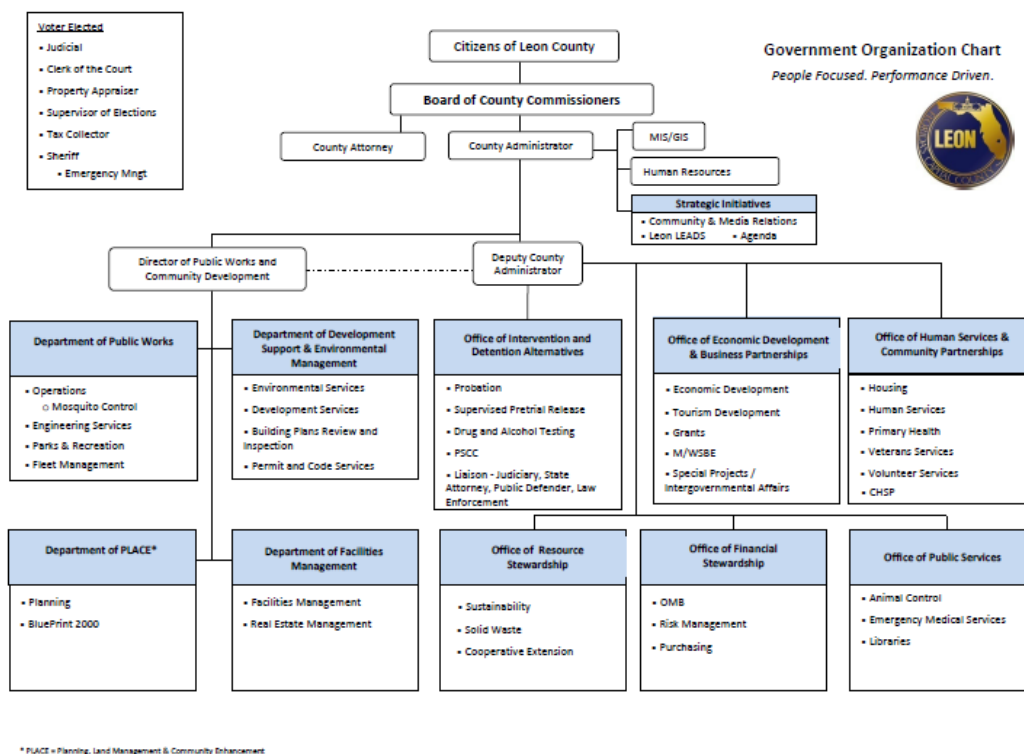 Voter Elected
▪ Judicial
▪ Clerk of the Court
▪ Property Appraiser
▪ Supervisor of Elections
▪ Tax Collector
▪ Sheriff
▪ Emergency Mngt
Citizens of Leon County
Government Organization Chart
People Focused. Performance Driven.
LEON
Board of County Commissioners
County Attorney
County Administrator
MIS/GIS
Human Resources
Strategic Initiatives
▪ Community & Media Relations
▪ Leon LEADS ▪ Agenda
Director of Public Works and
Community Development
Deputy County
Administrator
Department of Public Works
▪ Operations
o Mosquito Control
▪ Engineering Services
▪ Parks & Recreation
▪ Fleet Management
Department of Development
Support & Environmental
Management
▪ Environmental Services
▪ Development Services
▪ Building Plans Review and
Inspection
▪ Permit and Code Services
Office of Intervention and
Detention Alternatives
▪ Probation
▪ Supervised Pretrial Release
▪ Drug and Alcohol Testing
▪ PSCC
▪ Liaison - Judiciary, State
Attorney, Public Defender, Law
Enforcement
Office of Economic Development
& Business Partnerships
▪ Economic Development
▪ Tourism Development
▪ Grants
▪ M/WSBE
▪ Special Projects /
Intergovernmental Affairs
Office of Human Services &
Community Partnerships
▪ Housing
▪ Human Services
▪ Primary Health
▪ Veterans Services
▪ Volunteer Services
▪ CHSP
Department of PLACE*
▪ Planning
▪ BluePrint 2000
Department of Facilities
Management
▪ Facilities Management
▪ Real Estate Management
Office of Resource
Stewardship
▪ Sustainability
▪ Solid Waste
▪ Cooperative Extension
Office of Financial
Stewardship
▪ OMB
▪ Risk Management
▪ Purchasing
Office of Public Services
▪ Animal Control
▪ Emergency Medical Services
▪ Libraries
* PLACE = Planning, Land Management & Community Enhancement